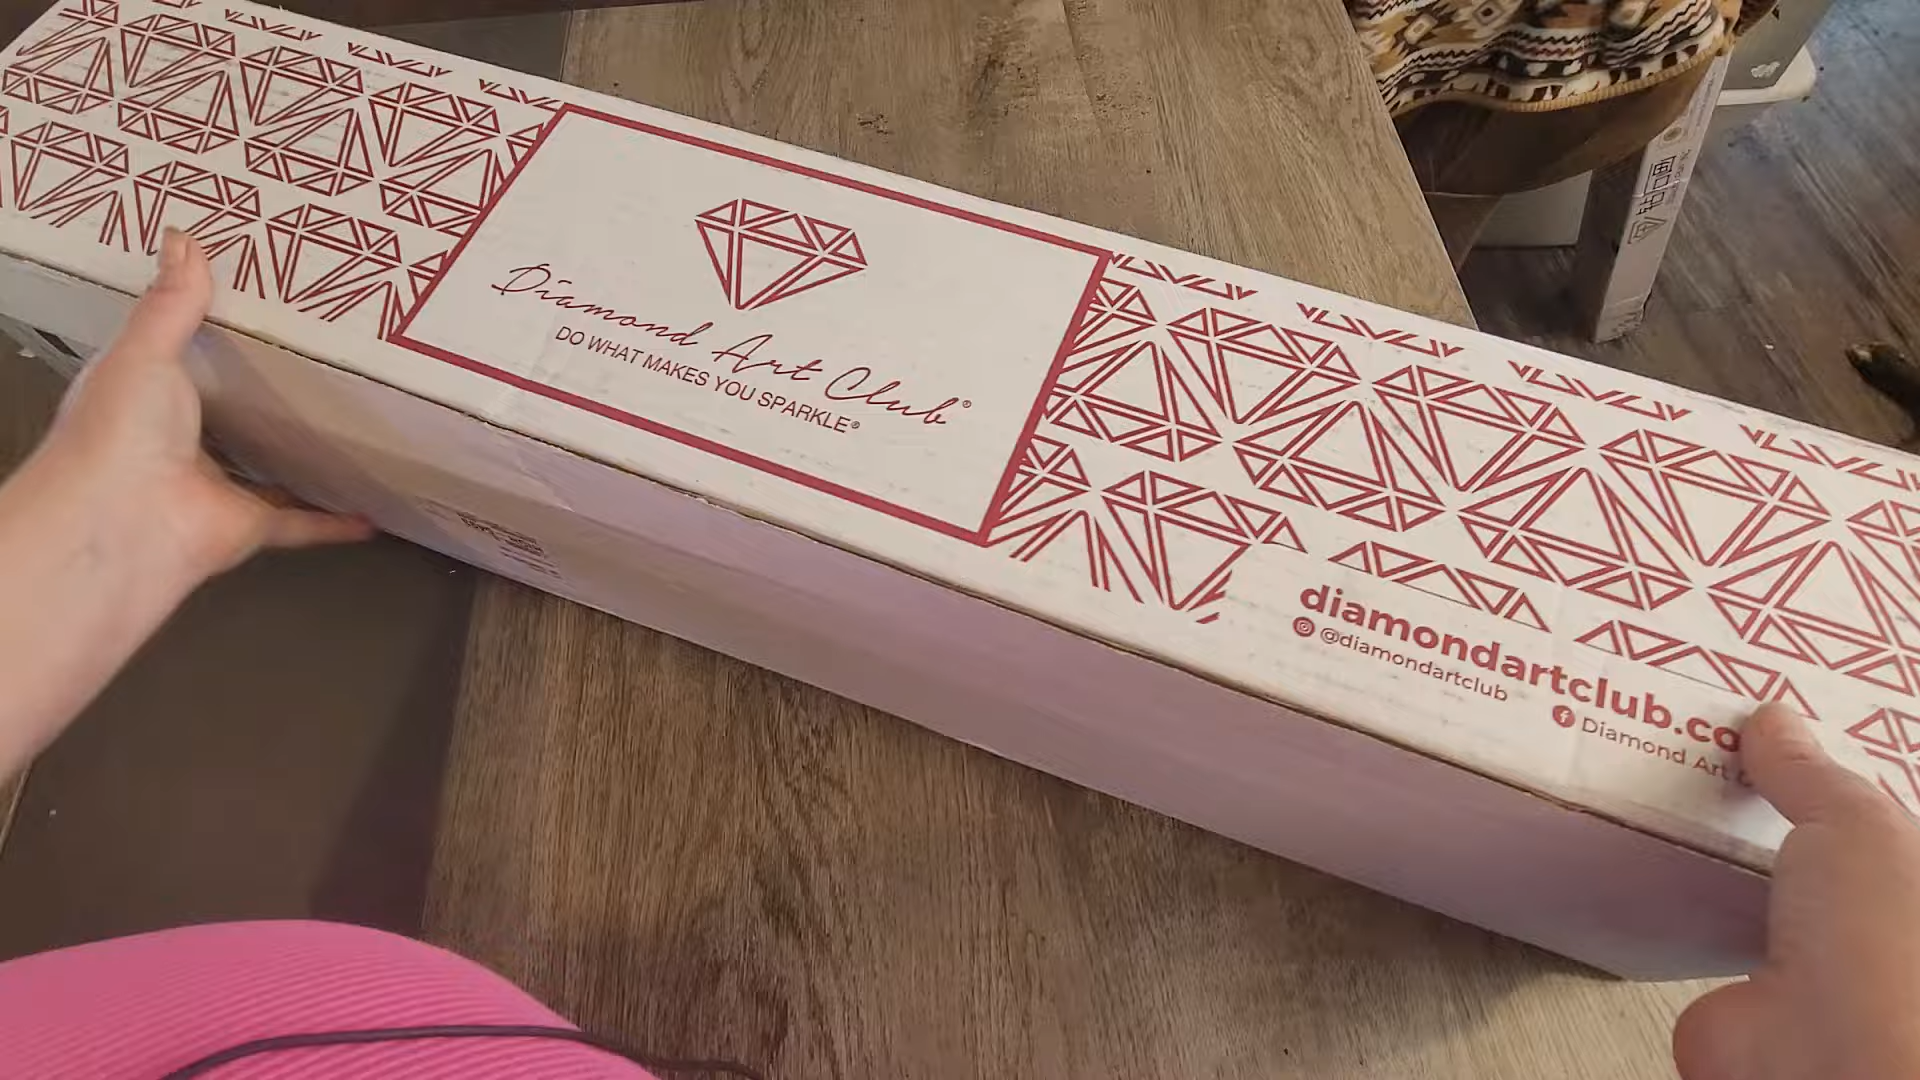 Diamond Art Club®
DO WHAT MAKES YOU SPARKLE®
diamondartclub.co
@diamondartclub
Diamond Art